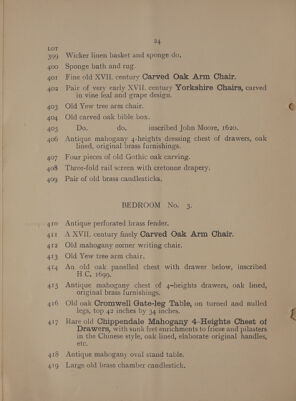 24
LOT
399 Wicker linen basket and sponge do.
400 Sponge bath and rug.
401 Fine old XVII. century Carved Oak Arm Chair.
402 Pair of very early XVII. century Yorkshire Chairs, carved
in vine leaf and grape design.
403 Old Yew tree arm chair.
404 Old carved oak bible box.
405 Do. do. inscribed John Moore, 1620.
406 Antique mahogany 4-heights dressing chest of drawers, oak
lined, original brass furnishings.
407 Four pieces of old Gothic oak carving.
408 Three-fold rail screen with cretonne drapery.
409 Pair of old brass candlesticks.
BEDROOM No. 3.
410 Antique perforated brass fender.
411 A XVII. century finely Carved Oak Arm Chair.
412 Old mahogany corner writing chair.
413 Old Yew tree arm chair.
414 An old oak panelled chest with drawer below, inscribed
H C, 1699.
415 Antique mahogany chest of 4-heights drawers, oak lined,
original brass furnishings.
416 Old oak Cromwell Gate-leg Table, on turned and mulled
legs, top 42 inches by 34 inches.
417 Rare old Chippendale Mahogany 4-Heights Chest of
Drawers, with sunk fret enrichments to frieze and pilasters
in the Chinese style, oak lined, elaborate original handles,
etc.
418 Antique mahogany oval stand table.
419 Large old brass chamber candlestick.